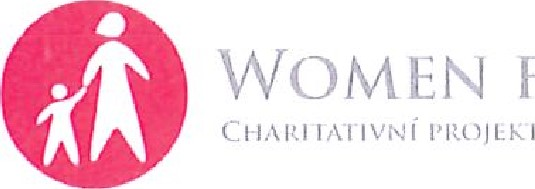 WOMEN F
CHARITATIVNÍ PROJEKT